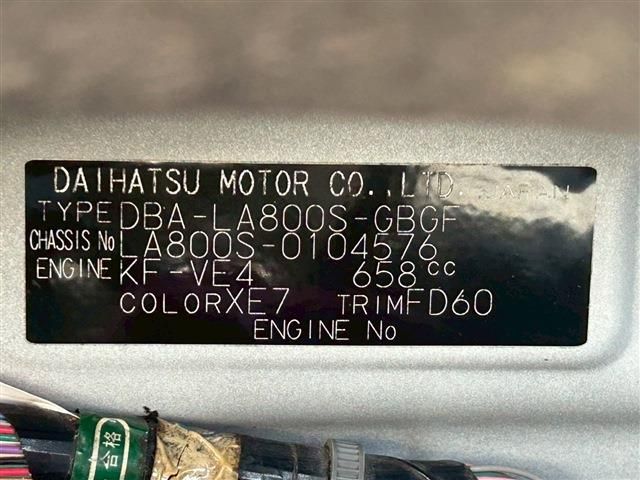 DAIHATSU MOTOR CO.,LTD. JAPAN
TYPE DBA-LA800S-GBGF
CHASSIS No LA800S-0104576
ENGINE KF-VE4 658cc
COLOR XE7 TRIM FD60
ENGINE No
合格